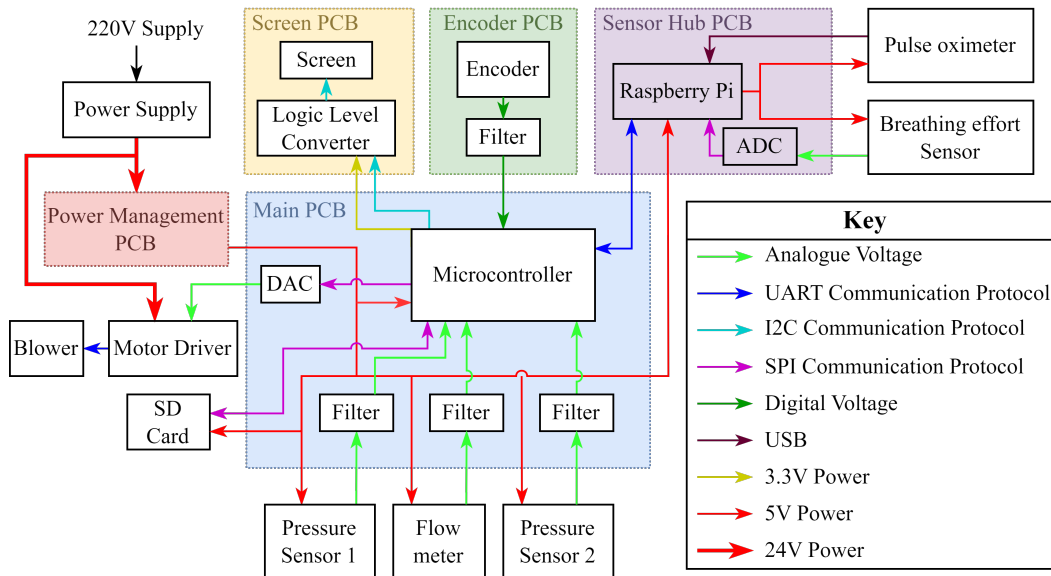 220V Supply
Power Supply
Power Management
PCB
Blower
Motor Driver
SD
Card
Screen PCB
Screen
Logic Level
Converter
Encoder PCB
Encoder
Filter
Sensor Hub PCB
Raspberry Pi
ADC
Pulse oximeter
Breathing effort
Sensor
Main PCB
Microcontroller
DAC
Filter
Filter
Filter
Pressure
Sensor 1
Flow
meter
Pressure
Sensor 2
Key
Analogue Voltage
UART Communication Protocol
I2C Communication Protocol
SPI Communication Protocol
Digital Voltage
USB
3.3V Power
5V Power
24V Power